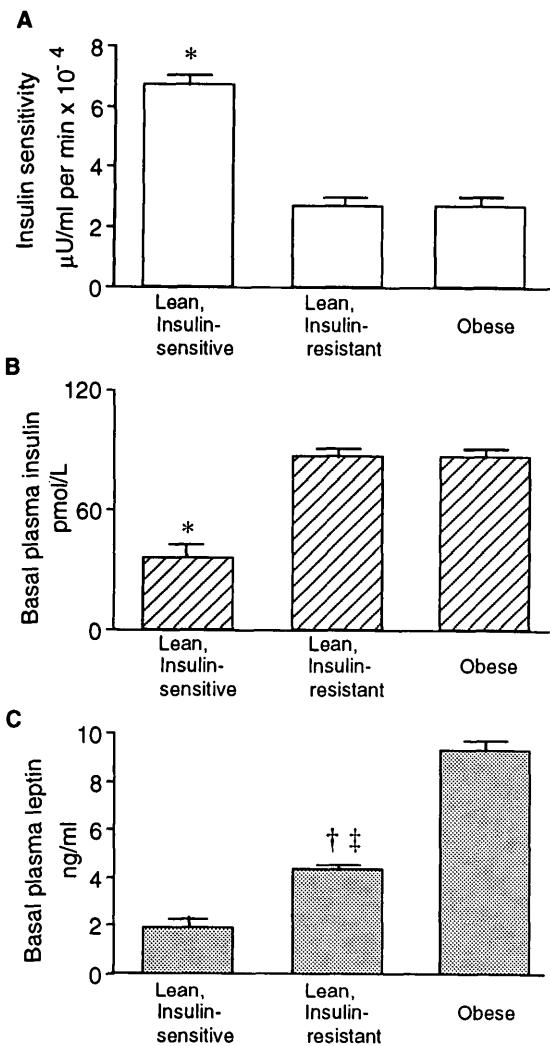 A
Insulin sensitivity
µU/ml per min x 10-4
8
6
4
2
0
*
Lean,
Insulin-
sensitive
Lean,
Insulin-
resistant
Obese
B
Basal plasma insulin
pmol/L
120
60
0
*
Lean,
Insulin-
sensitive
Lean,
Insulin-
resistant
Obese
C
Basal plasma leptin
ng/ml
10
8
6
4
2
0
† ‡
Lean,
Insulin-
sensitive
Lean,
Insulin-
resistant
Obese